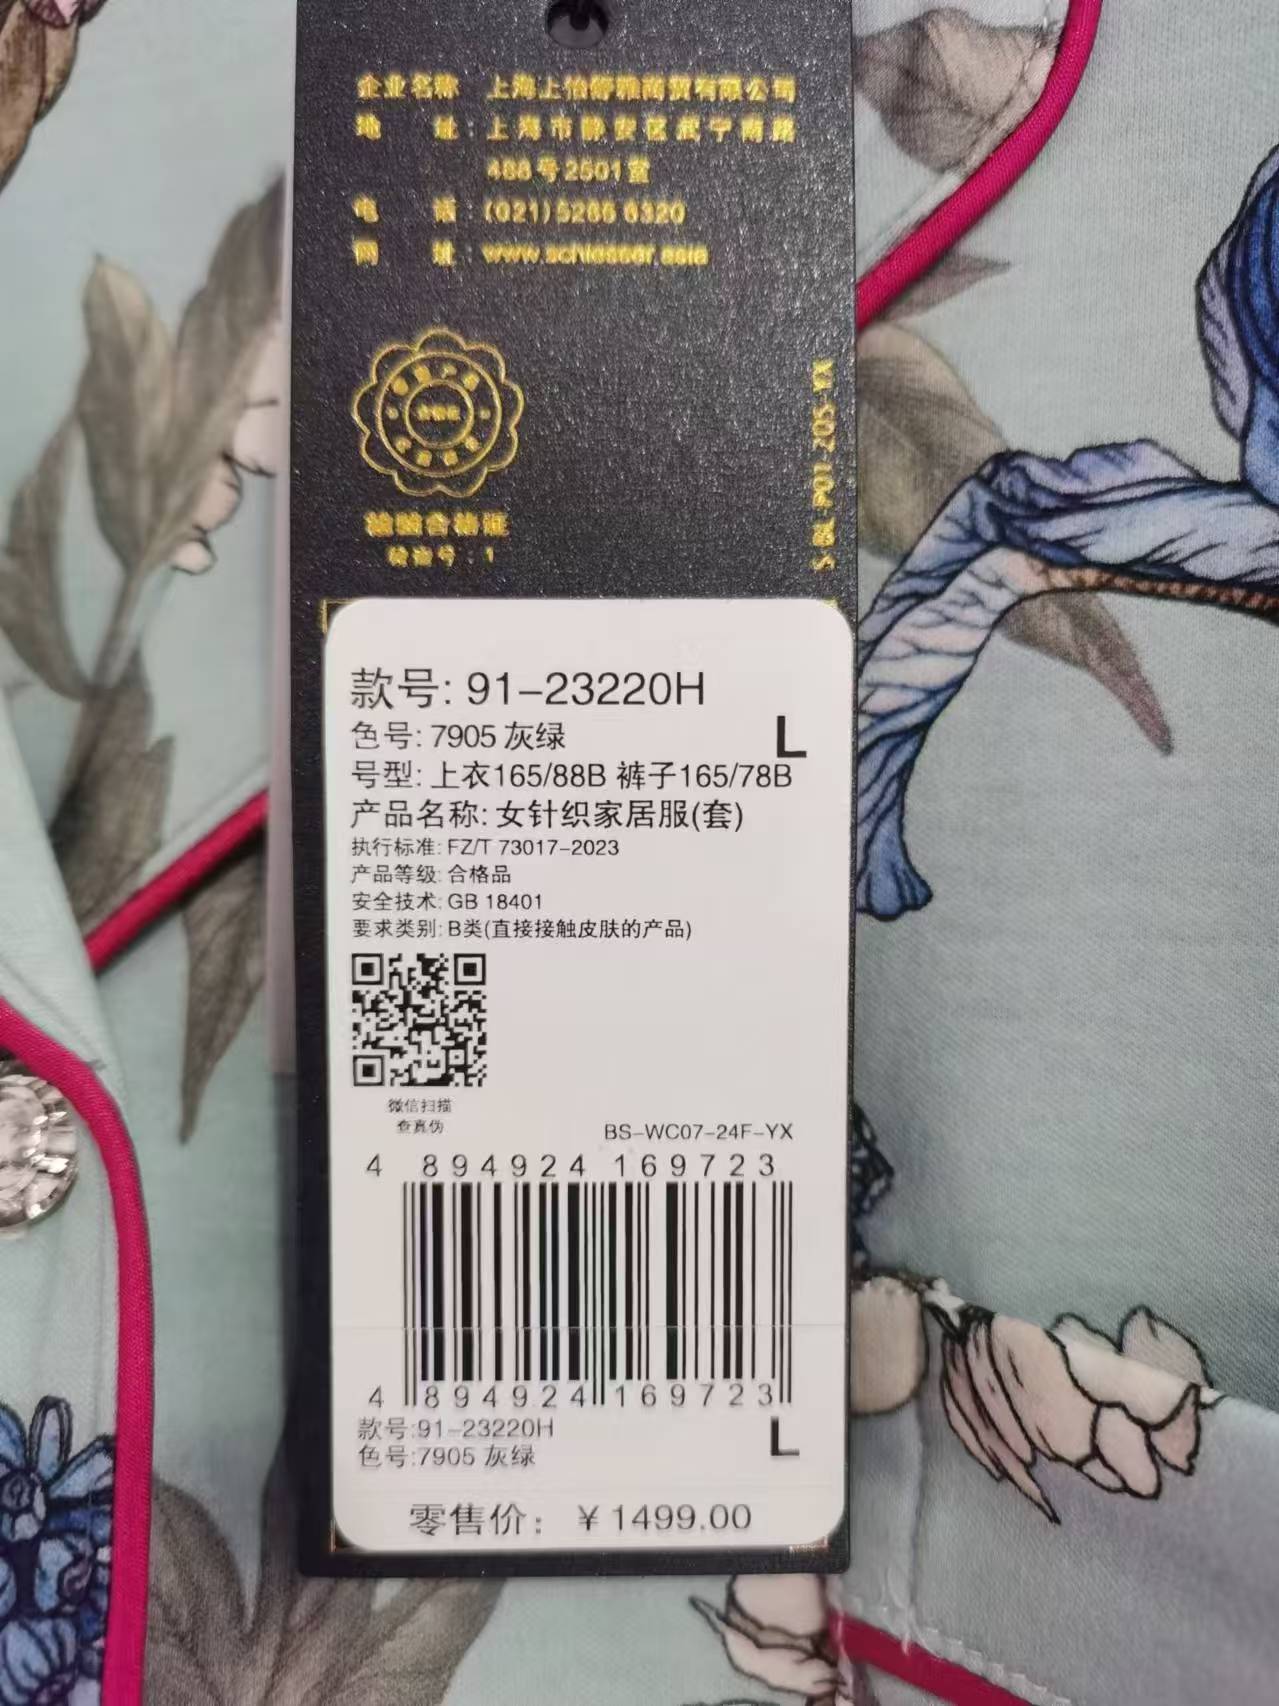 企业名称 上海上怡舒雅商贸有限公司
地 址：上海市静安区武宁南路
488号2501室
电 话：(021)5266 6320
网 址：www.schiesser.asia
检验合格证
检验号：1
S-BL-P01-20S-YX
款号: 91-23220H
色号: 7905 灰绿
L
号型: 上衣165/88B 裤子165/78B
产品名称: 女针织家居服(套)
执行标准: FZ/T 73017-2023
产品等级: 合格品
安全技术: GB 18401
要求类别: B类(直接接触皮肤的产品)
微信扫描
查真伪
BS-WC07-24F-YX
4 894924 169723
4 894924 169723
款号:91-23220H
色号:7905 灰绿
L
零售价：￥1499.00